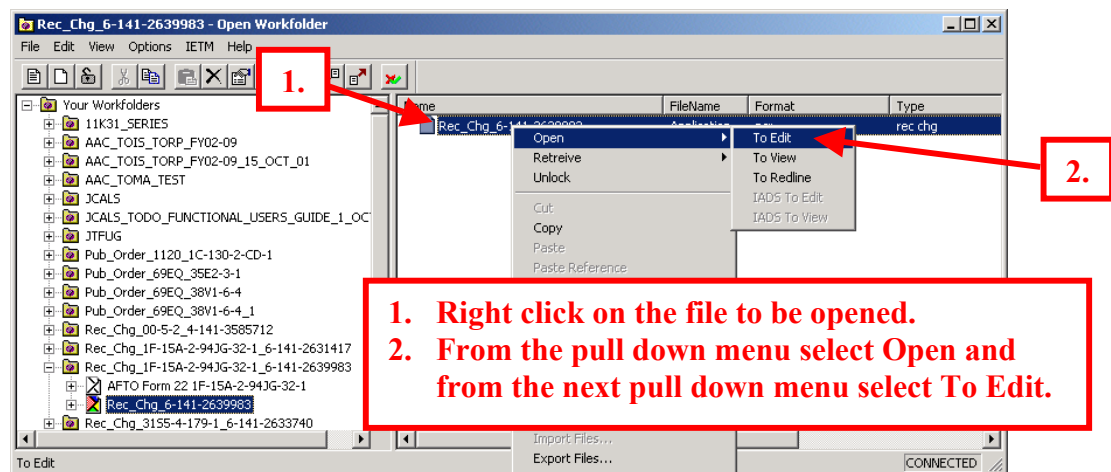 Rec_Chg_6-141-2639983 - Open Workfolder
File Edit View Options IETM Help
1.
Your Workfolders
11K31_SERIES
AAC_TOIS_TORP_FY02-09
AAC_TOIS_TORP_FY02-09_15_OCT_01
AAC_TOMA_TEST
JCALS
JCALS_TODO_FUNCTIONAL_USERS_GUIDE_1_OC
JTFUG
Pub_Order_1120_1C-130-2-CD-1
Pub_Order_69EQ_35E2-3-1
Pub_Order_69EQ_38V1-6-4
Pub_Order_69EQ_38V1-6-4_1
Rec_Chg_00-5-2_4-141-3585712
Rec_Chg_1F-15A-2-94JG-32-1_6-141-2631417
Rec_Chg_1F-15A-2-94JG-32-1_6-141-2639983
AFTO Form 22 1F-15A-2-94JG-32-1
Rec_Chg_6-141-2639983
Rec_Chg_31S5-4-179-1_6-141-2633740
Name FileName Format Type
Rec_Chg_6-141-2639983 Application rec chg
Open
Retreive
Unlock
Cut
Copy
Paste
Paste Reference
Import Files...
Export Files...
To Edit
To View
To Redline
IADS To Edit
IADS To View
2.
1. Right click on the file to be opened.
2. From the pull down menu select Open and
from the next pull down menu select To Edit.
To Edit CONNECTED